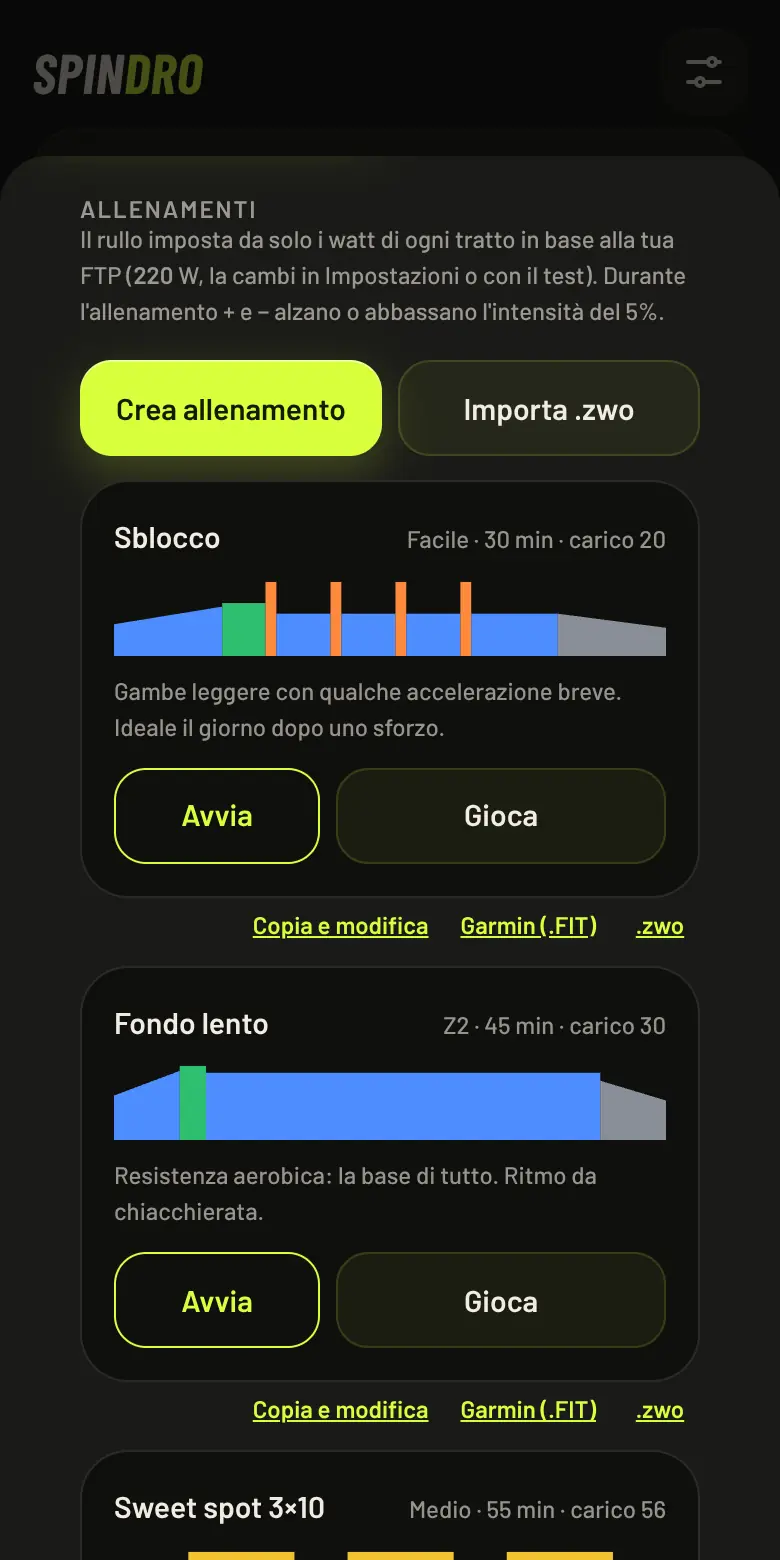 SPINDRO
ALLENAMENTI
Il rullo imposta da solo i watt di ogni tratto in base alla tua
FTP (220 W, la cambi in Impostazioni o con il test). Durante
l'allenamento + e − alzano o abbassano l'intensità del 5%.
Crea allenamento Importa .zwo
Sblocco Facile · 30 min · carico 20
Gambe leggere con qualche accelerazione breve.
Ideale il giorno dopo uno sforzo.
Avvia Gioca
Copia e modifica Garmin (.FIT) .zwo
Fondo lento Z2 · 45 min · carico 30
Resistenza aerobica: la base di tutto. Ritmo da
chiacchierata.
Avvia Gioca
Copia e modifica Garmin (.FIT) .zwo
Sweet spot 3×10 Medio · 55 min · carico 56